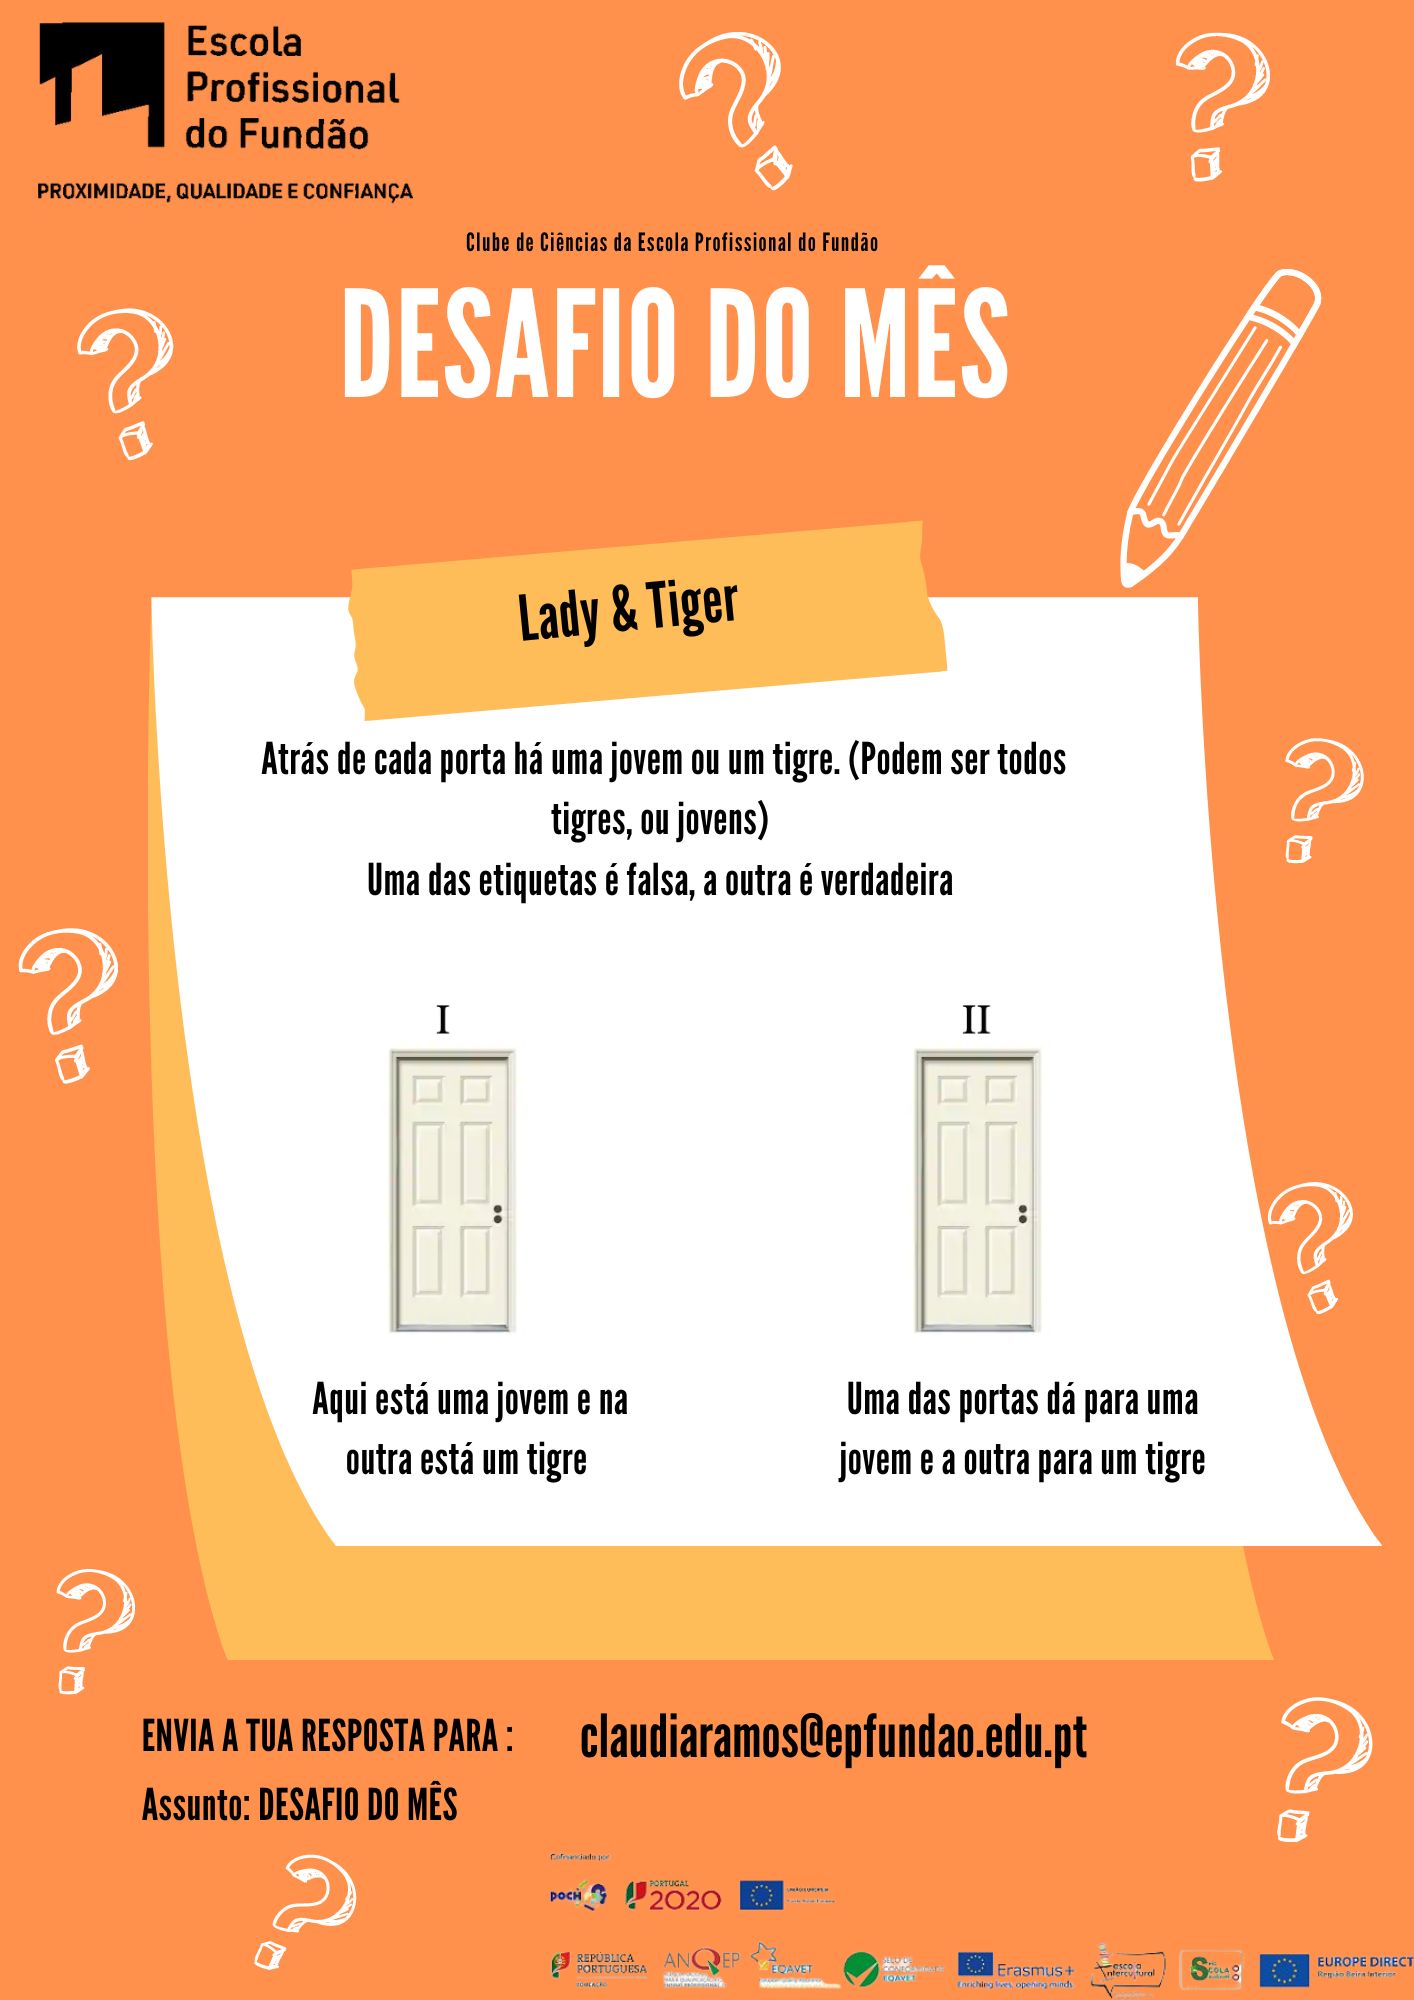 Escola
Profissional
do Fundão
PROXIMIDADE, QUALIDADE E CONFIANÇA
Clube de Ciências da Escola Profissional do Fundão
DESAFIO DO MÊS
Lady & Tiger
Atrás de cada porta há uma jovem ou um tigre. (Podem ser todos
tigres, ou jovens)
Uma das etiquetas é falsa, a outra é verdadeira
I
II
Aqui está uma jovem e na
outra está um tigre
Uma das portas dá para uma
jovem e a outra para um tigre
ENVIA A TUA RESPOSTA PARA :
claudiaramos@epfundao.edu.pt
Assunto: DESAFIO DO MÊS
Cofinanciado por
POCH
PORTUGAL
2020
REPÚBLICA
PORTUGUESA
EDUCAÇÃO
ANQEP
EQAVET
SELO DE
CONFORMIDADE
EQAVET
Erasmus+
Enriching lives, opening minds.
escola
intercultural
EUROPE DIRECT
Região Beira Interior